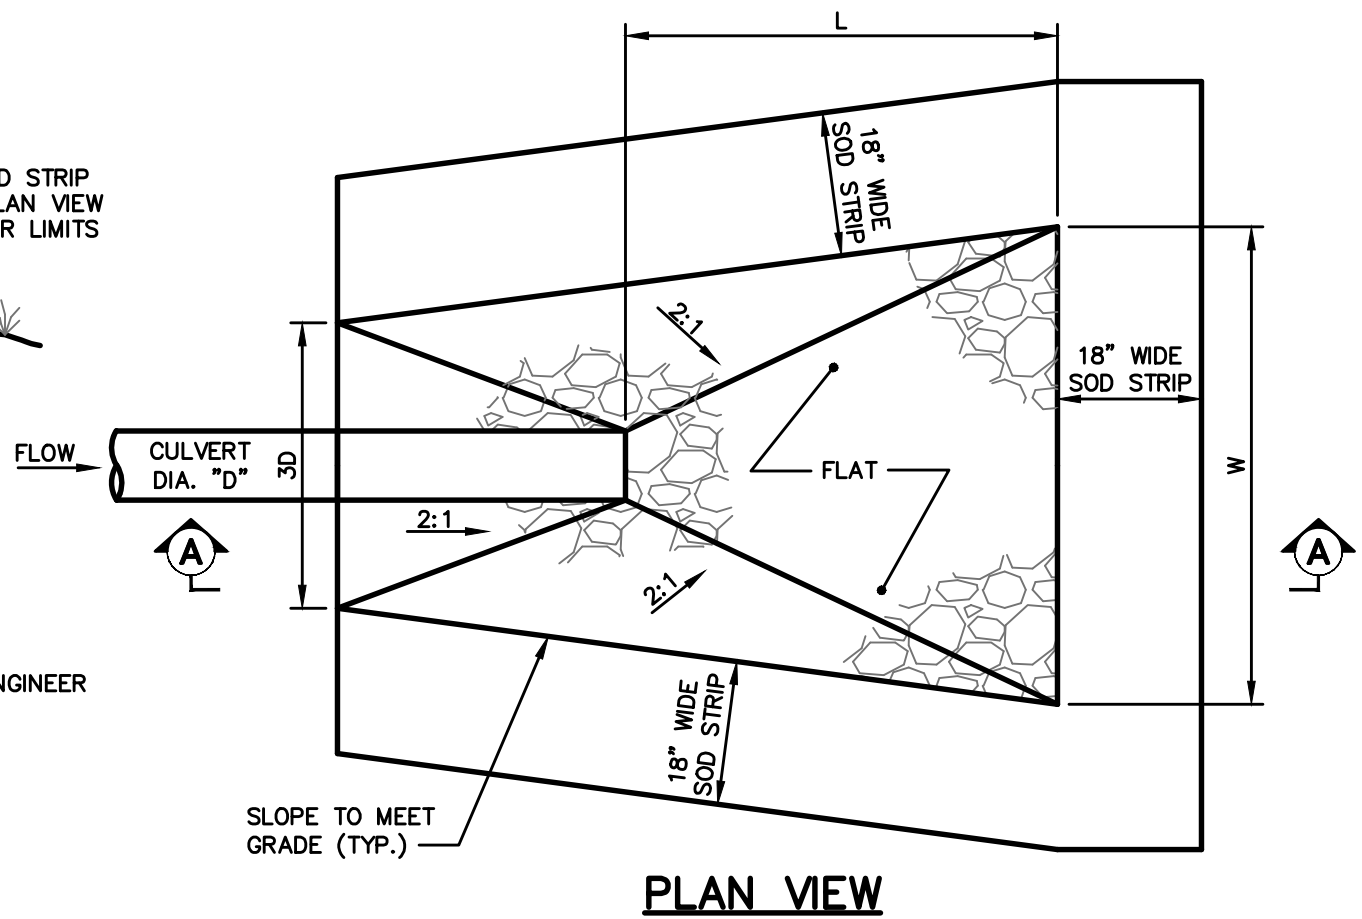 L
D STRIP
LAN VIEW
R LIMITS
18" WIDE
SOD STRIP
2:1
18" WIDE
SOD STRIP
FLOW
CULVERT
DIA. "D"
3D
FLAT
W
2:1
A
A
2:1
NGINEER
18" WIDE
SOD STRIP
SLOPE TO MEET
GRADE (TYP.)
PLAN VIEW